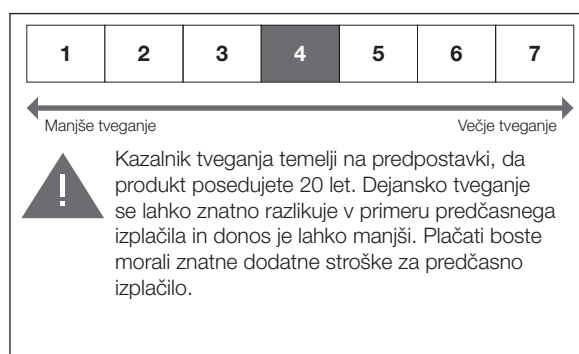 1 2 3 4 5 6 7
Manjše tveganje Večje tveganje
!
Kazalnik tveganja temelji na predpostavki, da
produkt posedujete 20 let. Dejansko tveganje
se lahko znatno razlikuje v primeru predčasnega
izplačila in donos je lahko manjši. Plačati boste
morali znatne dodatne stroške za predčasno
izplačilo.